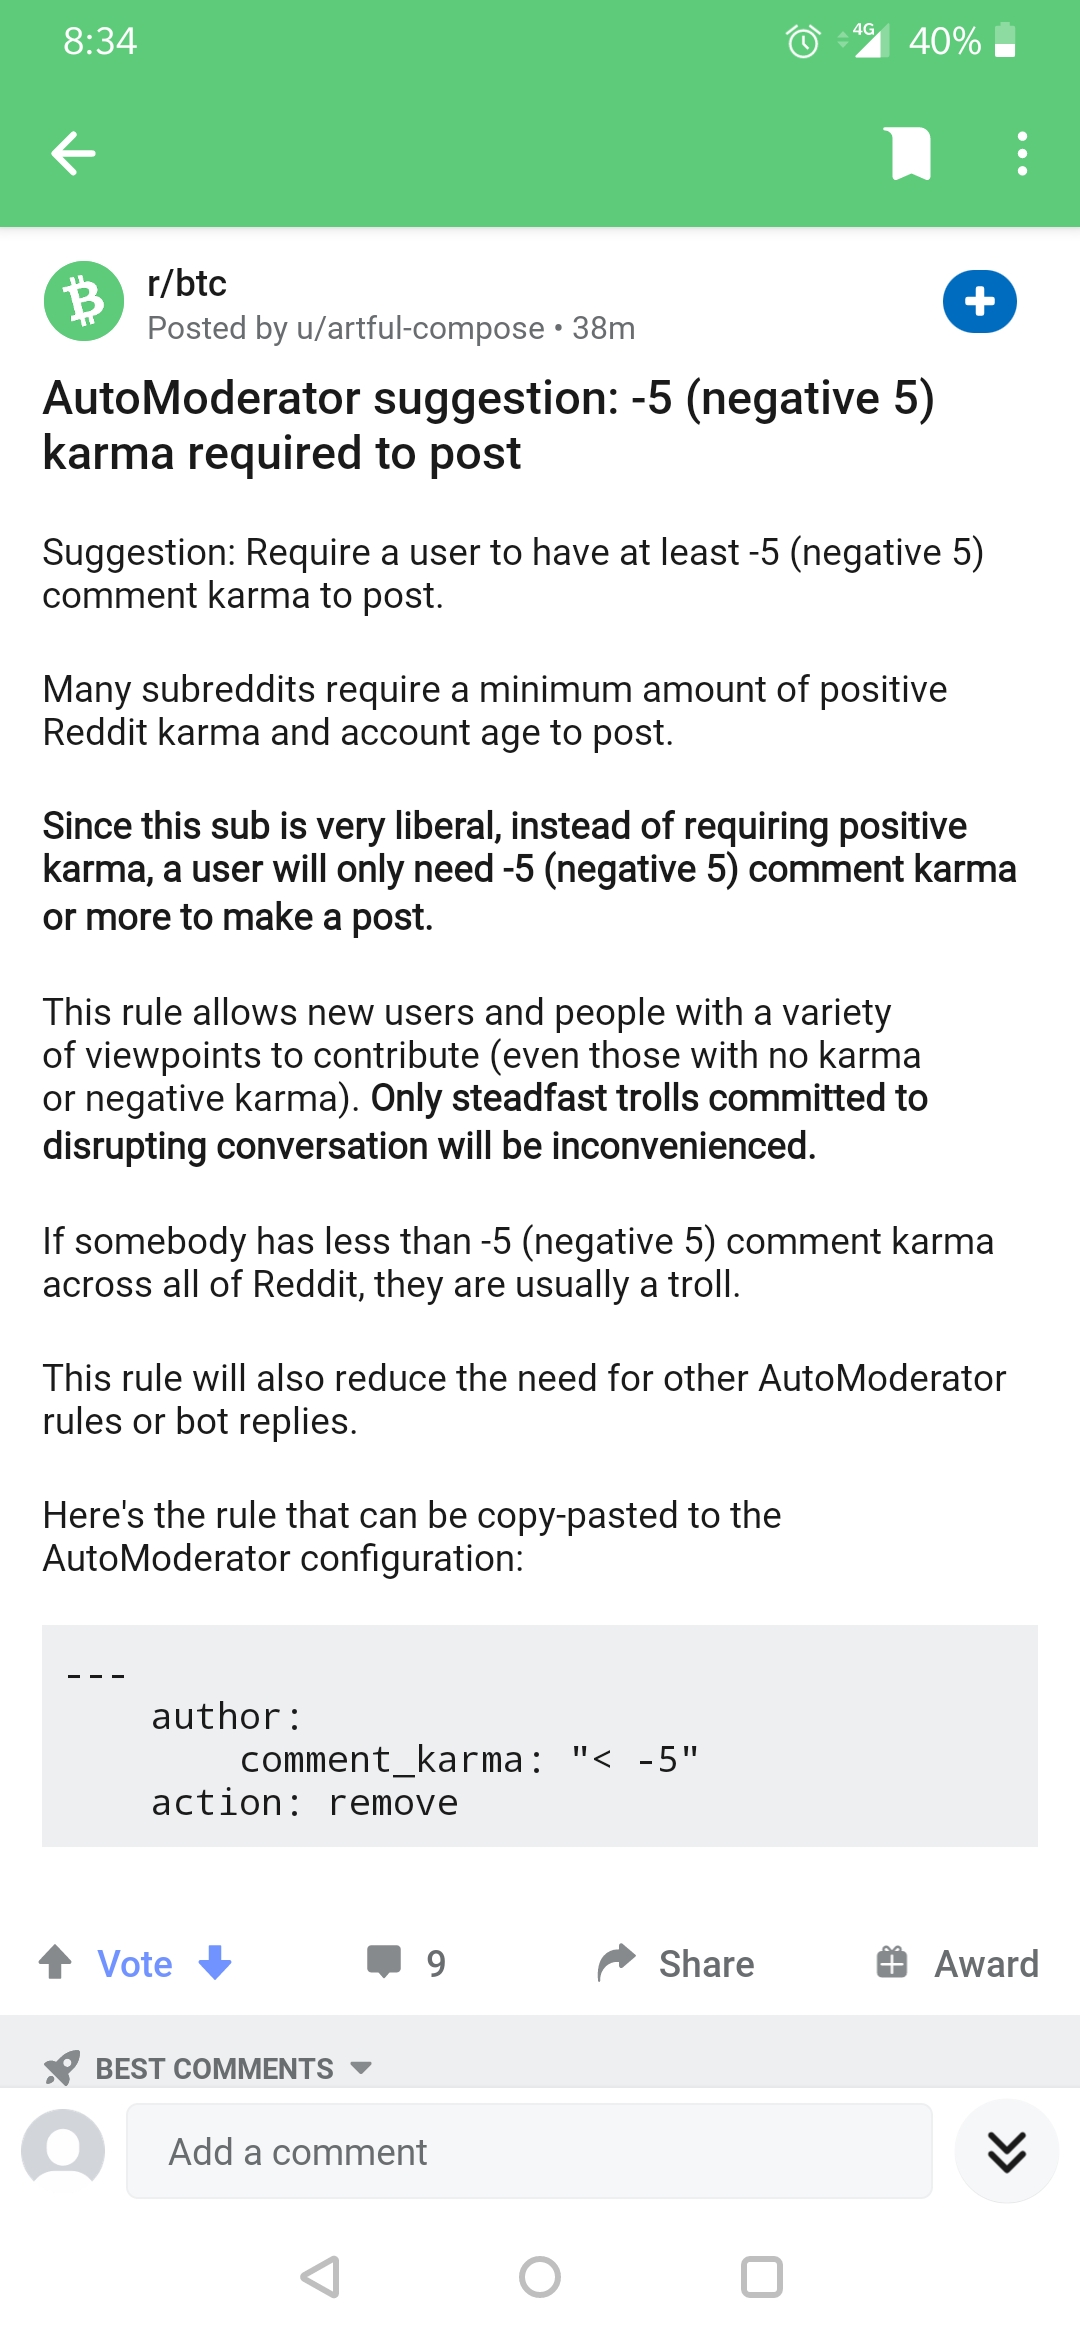 8:34
4G 40%
r/btc
Posted by u/artful-compose • 38m
AutoModerator suggestion: -5 (negative 5)
karma required to post
Suggestion: Require a user to have at least -5 (negative 5)
comment karma to post.
Many subreddits require a minimum amount of positive
Reddit karma and account age to post.
Since this sub is very liberal, instead of requiring positive
karma, a user will only need -5 (negative 5) comment karma
or more to make a post.
This rule allows new users and people with a variety
of viewpoints to contribute (even those with no karma
or negative karma). Only steadfast trolls committed to
disrupting conversation will be inconvenienced.
If somebody has less than -5 (negative 5) comment karma
across all of Reddit, they are usually a troll.
This rule will also reduce the need for other AutoModerator
rules or bot replies.
Here's the rule that can be copy-pasted to the
AutoModerator configuration:
---
    author:
        comment_karma: "< -5"
    action: remove
Vote 9 Share Award
BEST COMMENTS
Add a comment